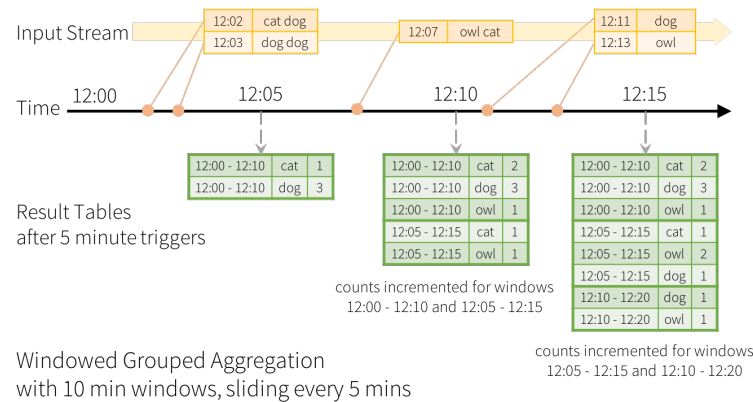 Input Stream
12:02 cat dog
12:03 dog dog
12:07 owl cat
12:11 dog
12:13 owl
Time
12:00
12:05
12:10
12:15
12:00 - 12:10 cat 1
12:00 - 12:10 dog 3
12:00 - 12:10 cat 2
12:00 - 12:10 dog 3
12:00 - 12:10 owl 1
12:05 - 12:15 cat 1
12:05 - 12:15 owl 1
12:00 - 12:10 cat 2
12:00 - 12:10 dog 3
12:00 - 12:10 owl 1
12:05 - 12:15 cat 1
12:05 - 12:15 owl 2
12:05 - 12:15 dog 1
12:10 - 12:20 dog 1
12:10 - 12:20 owl 1
Result Tables
after 5 minute triggers
counts incremented for windows
12:00 - 12:10 and 12:05 - 12:15
counts incremented for windows
12:05 - 12:15 and 12:10 - 12:20
Windowed Grouped Aggregation
with 10 min windows, sliding every 5 mins